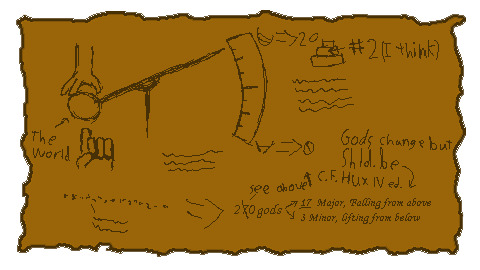 => 20
#2 (I think)
The
World
=> 0
Gods change but
Shld. be
C.F. Hux IV ed.
see above
20 gods
17 Major, Falling from above
3 Minor, lifting from below